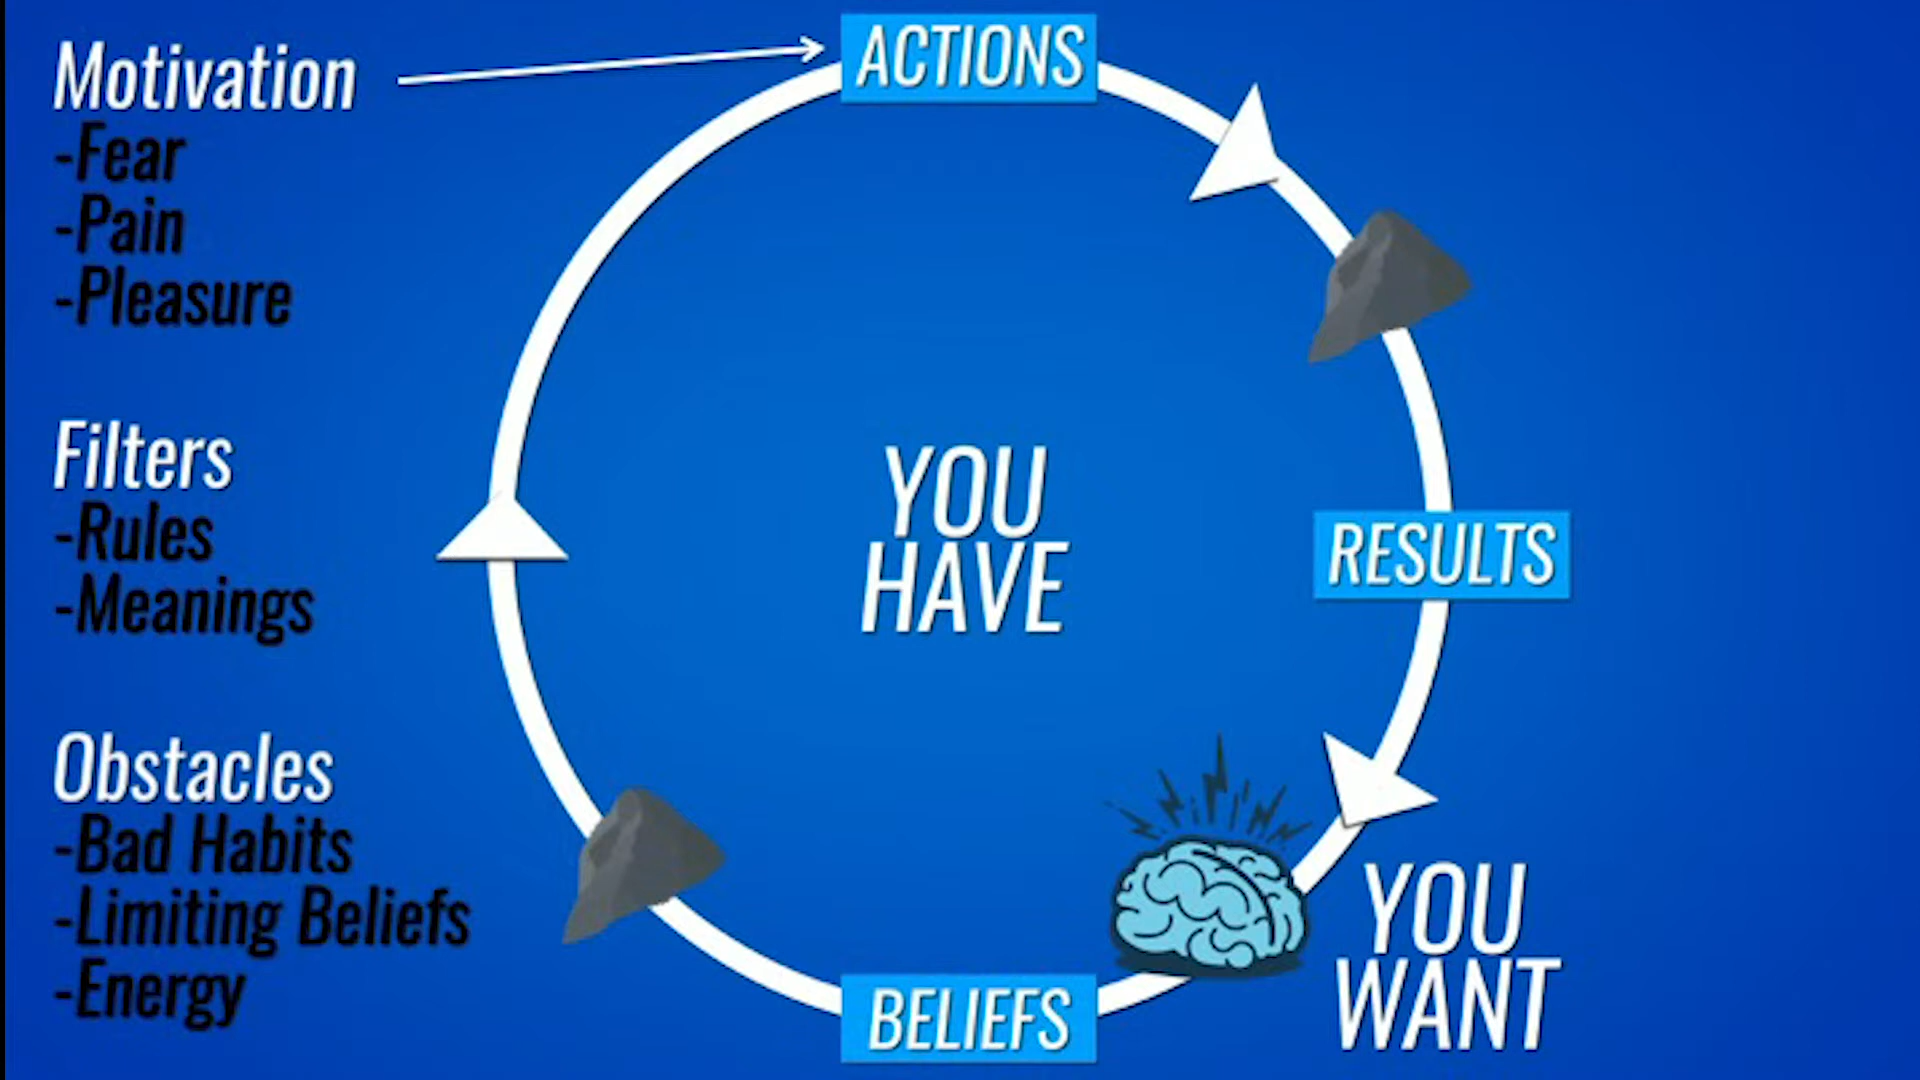 Motivation
-Fear
-Pain
-Pleasure
Filters
-Rules
-Meanings
Obstacles
-Bad Habits
-Limiting Beliefs
-Energy
ACTIONS
YOU
HAVE
RESULTS
YOU
WANT
BELIEFS